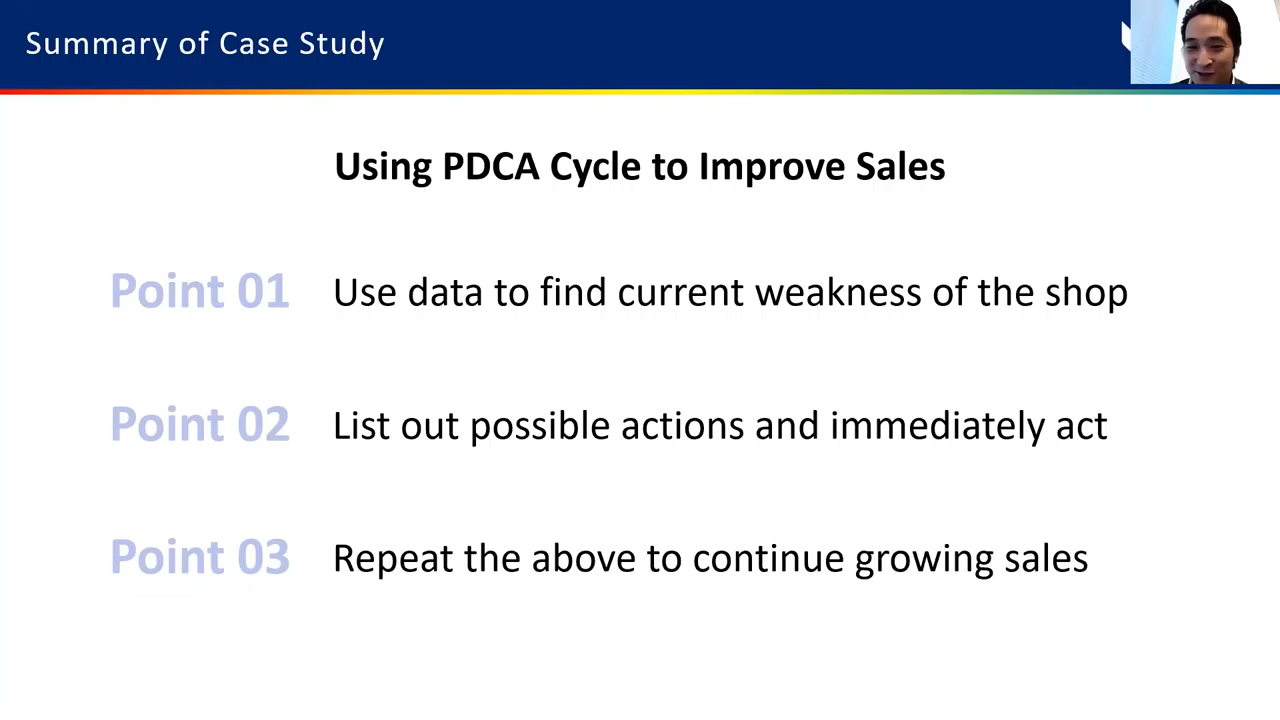 Summary of Case Study
Using PDCA Cycle to Improve Sales
Point 01 Use data to find current weakness of the shop
Point 02 List out possible actions and immediately act
Point 03 Repeat the above to continue growing sales